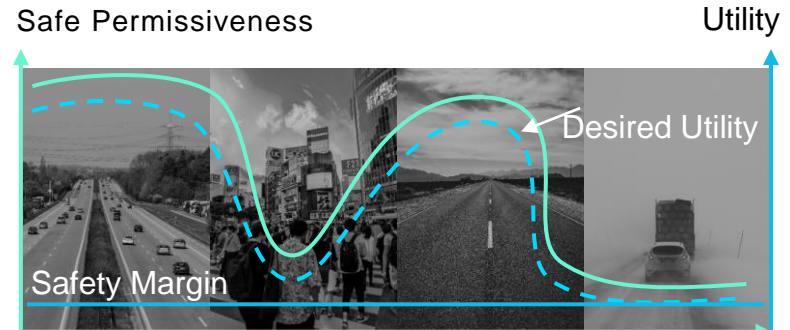 Safe Permissiveness
Utility
Desired Utility
Safety Margin